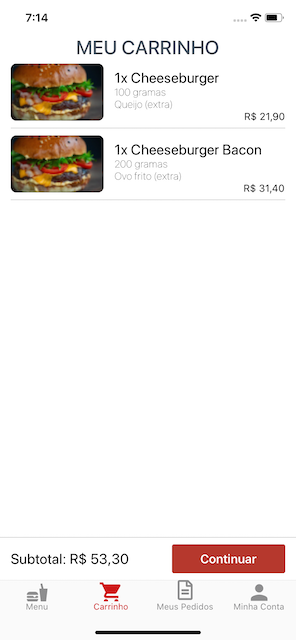 7:14
MEU CARRINHO
1x Cheeseburger
100 gramas
Queijo (extra)
R$ 21,90
1x Cheeseburger Bacon
200 gramas
Ovo frito (extra)
R$ 31,40
Subtotal: R$ 53,30
Continuar
Menu
Carrinho
Meus Pedidos
Minha Conta